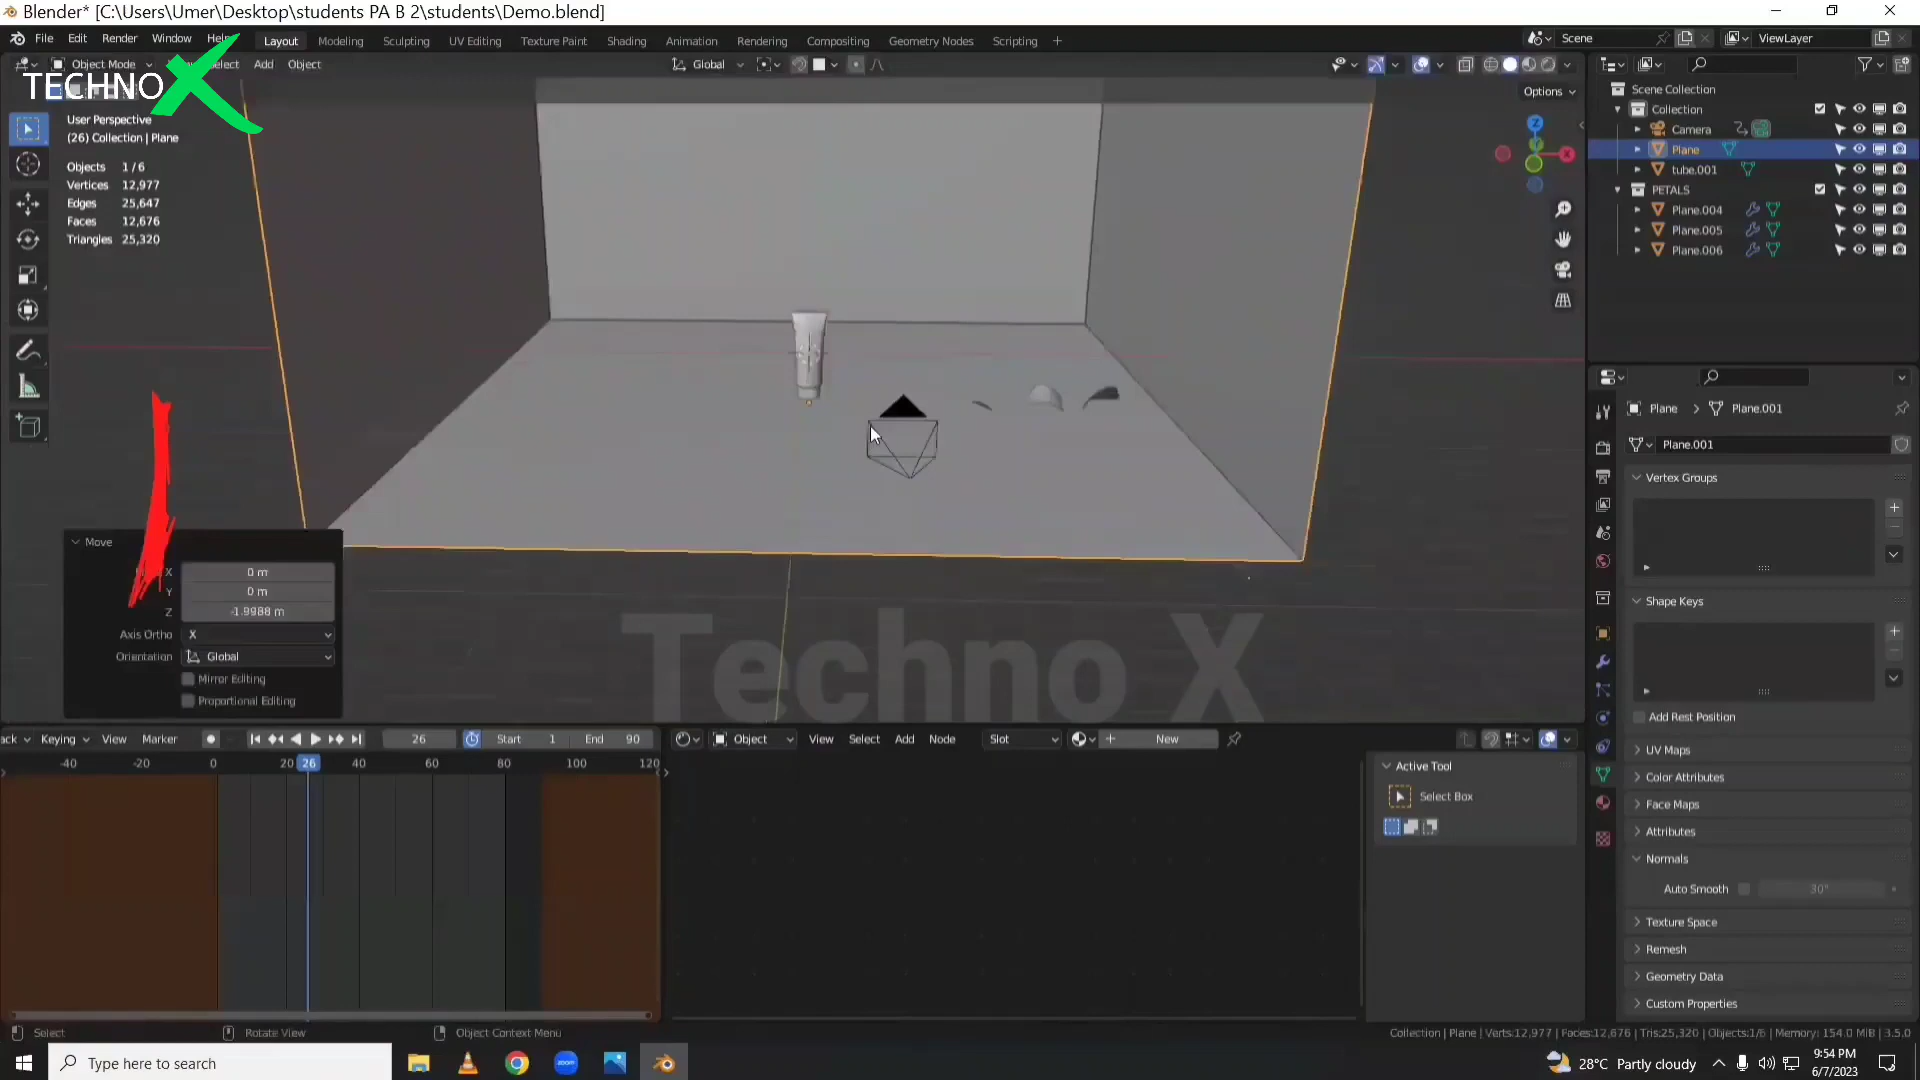 Blender* [C:\Users\Umer\Desktop\students PA B 2\students\Demo.blend]
File Edit Render Window Help Layout Modeling Sculpting UV Editing Texture Paint Shading Animation Rendering Compositing Geometry Nodes Scripting + Scene ViewLayer
Object Mode Select Add Object Global
TECHNO X
Options
User Perspective
(26) Collection | Plane
Objects 1/6
Vertices 12,977
Edges 25,647
Faces 12,676
Triangles 25,320
Z
X
Scene Collection
Collection
Camera
Plane
tube.001
PETALS
Plane.004
Plane.005
Plane.006
Plane > Plane.001
Plane.001
Vertex Groups
Shape Keys
Add Rest Position
UV Maps
Color Attributes
Face Maps
Attributes
Normals
Auto Smooth 30°
Texture Space
Remesh
Geometry Data
Custom Properties
Move
X 0 m
Y 0 m
Z -1.9988 m
Axis Ortho X
Orientation Global
Mirror Editing
Proportional Editing
Techno X
ack Keying View Marker 26 Start 1 End 90
-40 -20 0 20 26 40 60 80 100 120
Object View Select Add Node Slot New
Active Tool
Select Box
Select Rotate View Object Context Menu
Collection | Plane | Verts:12,977 | Faces:12,676 | Tris:25,320 | Objects:1/6 | Memory: 154.0 MiB | 3.5.0
Type here to search
zoom
28°C Partly cloudy
9:54 PM
6/7/2023